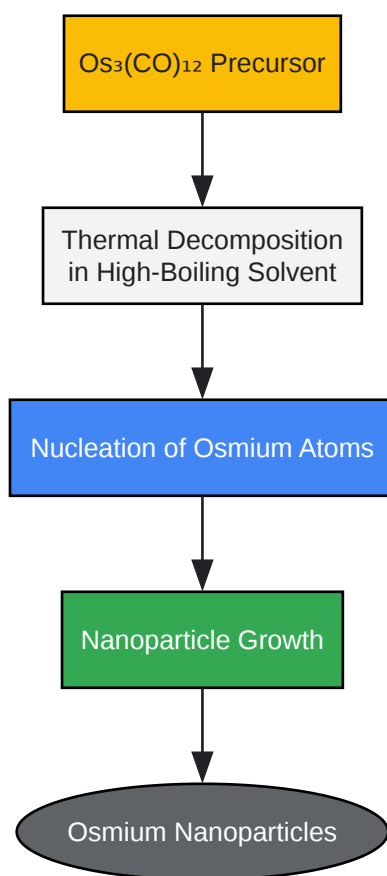 Os₃(CO)₁₂ Precursor
Thermal Decomposition
in High-Boiling Solvent
Nucleation of Osmium Atoms
Nanoparticle Growth
Osmium Nanoparticles